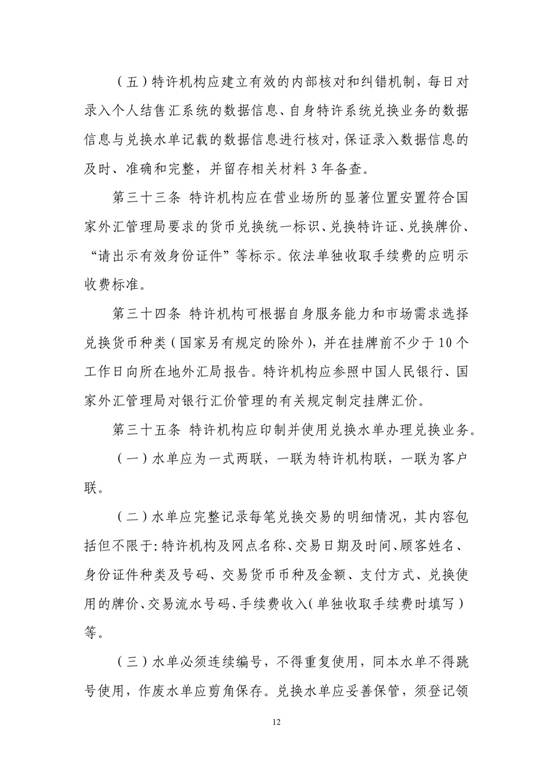 （五）特许机构应建立有效的内部核对和纠错机制，每日对
录入个人结售汇系统的数据信息、自身特许系统兑换业务的数据
信息与兑换水单记载的数据信息进行核对，保证录入数据信息的
及时、准确和完整，并留存相关材料 3 年备查。
第三十三条 特许机构应在营业场所的显著位置安置符合国
家外汇管理局要求的货币兑换统一标识、兑换特许证、兑换牌价、
“请出示有效身份证件”等标示。依法单独收取手续费的应明示
收费标准。
第三十四条 特许机构可根据自身服务能力和市场需求选择
兑换货币种类（国家另有规定的除外），并在挂牌前不少于 10 个
工作日向所在地外汇局报告。特许机构应参照中国人民银行、国
家外汇管理局对银行汇价管理的有关规定制定挂牌汇价。
第三十五条 特许机构应印制并使用兑换水单办理兑换业务。
（一）水单应为一式两联，一联为特许机构联，一联为客户
联。
（二）水单应完整记录每笔兑换交易的明细情况，其内容包
括但不限于：特许机构及网点名称、交易日期及时间、顾客姓名、
身份证件种类及号码、交易货币币种及金额、支付方式、兑换使
用的牌价、交易流水号码、手续费收入（单独收取手续费时填写）
等。
（三）水单必须连续编号，不得重复使用，同本水单不得跳
号使用，作废水单应剪角保存。兑换水单应妥善保管，须登记领
12